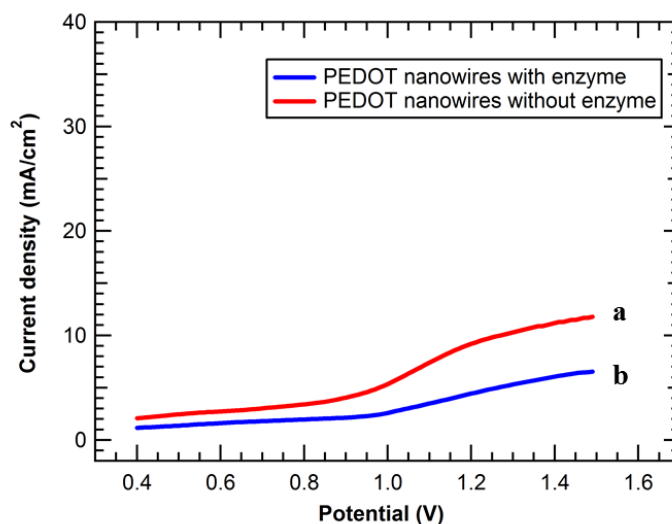 40
30
20
10
0
Current density (mA/cm²)
PEDOT nanowires with enzyme
PEDOT nanowires without enzyme
a
b
0.4 0.6 0.8 1.0 1.2 1.4 1.6
Potential (V)